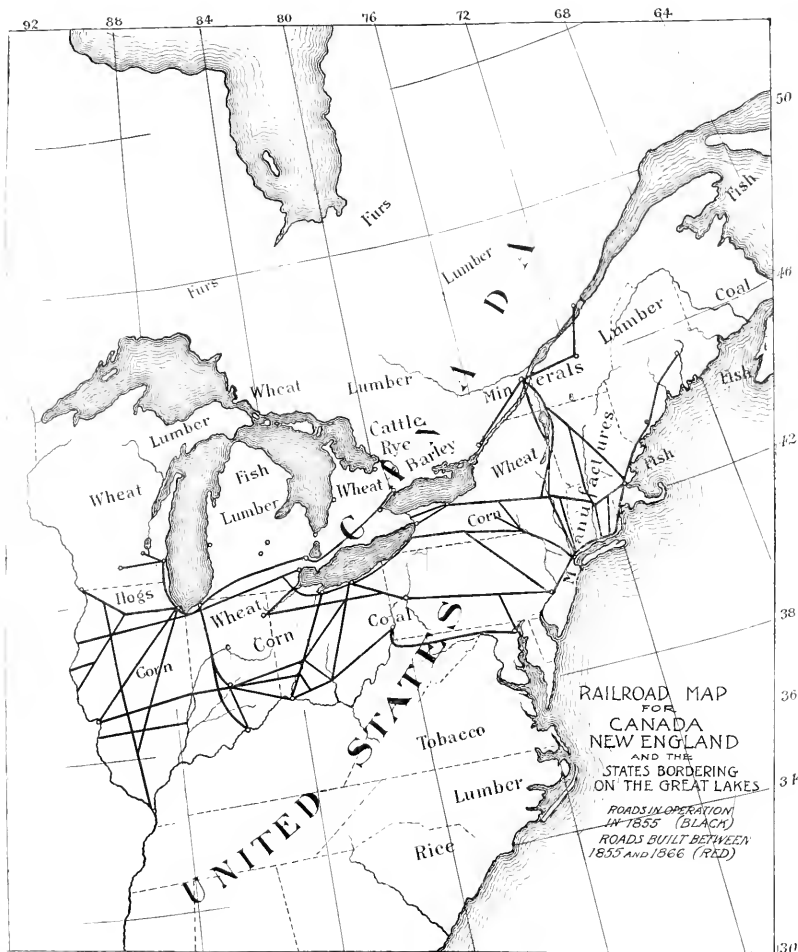 92 88 84 80 76 72 68 64
50
46
42
38
36
34
30
Furs
Furs
Lumber
Fish
Coal
Lumber
Fish
Minerals
Wheat
Lumber
Lumber
Cattle
Rye
Barley
Fish
Wheat
Wheat
Fish
Wheat
Lumber
Manufactures
Corn
Hogs
Wheat
Coal
Corn
Corn
CANADA
UNITED STATES
Tobacco
Lumber
Rice
RAILROAD MAP
FOR
CANADA
NEW ENGLAND
AND THE
STATES BORDERING
ON THE GREAT LAKES
ROADS IN OPERATION
IN 1855 (BLACK)
ROADS BUILT BETWEEN
1855 AND 1866 (RED)